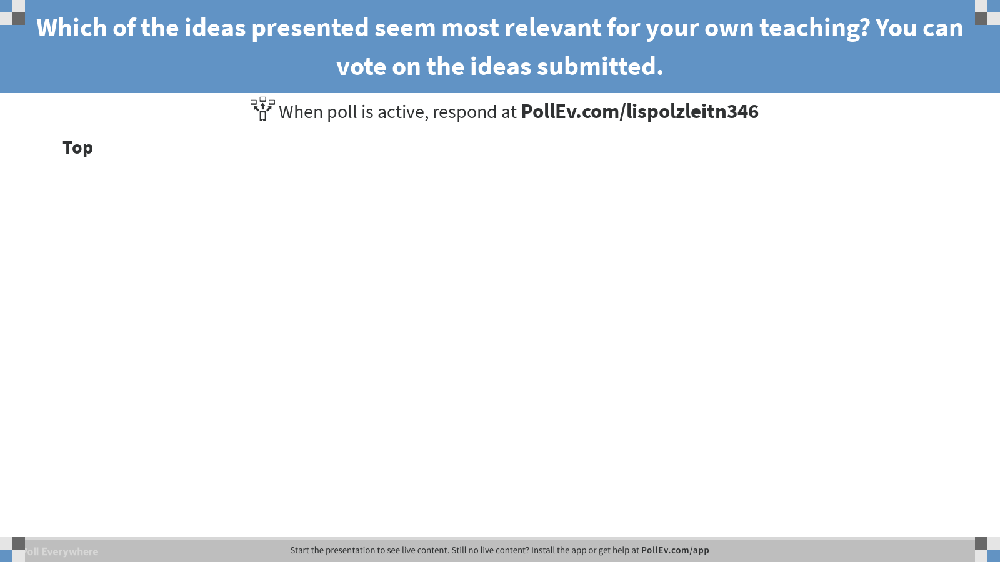 Which of the ideas presented seem most relevant for your own teaching? You can
vote on the ideas submitted.
When poll is active, respond at PollEv.com/lispolzleitn346
Top
Poll Everywhere
Start the presentation to see live content. Still no live content? Install the app or get help at PollEv.com/app